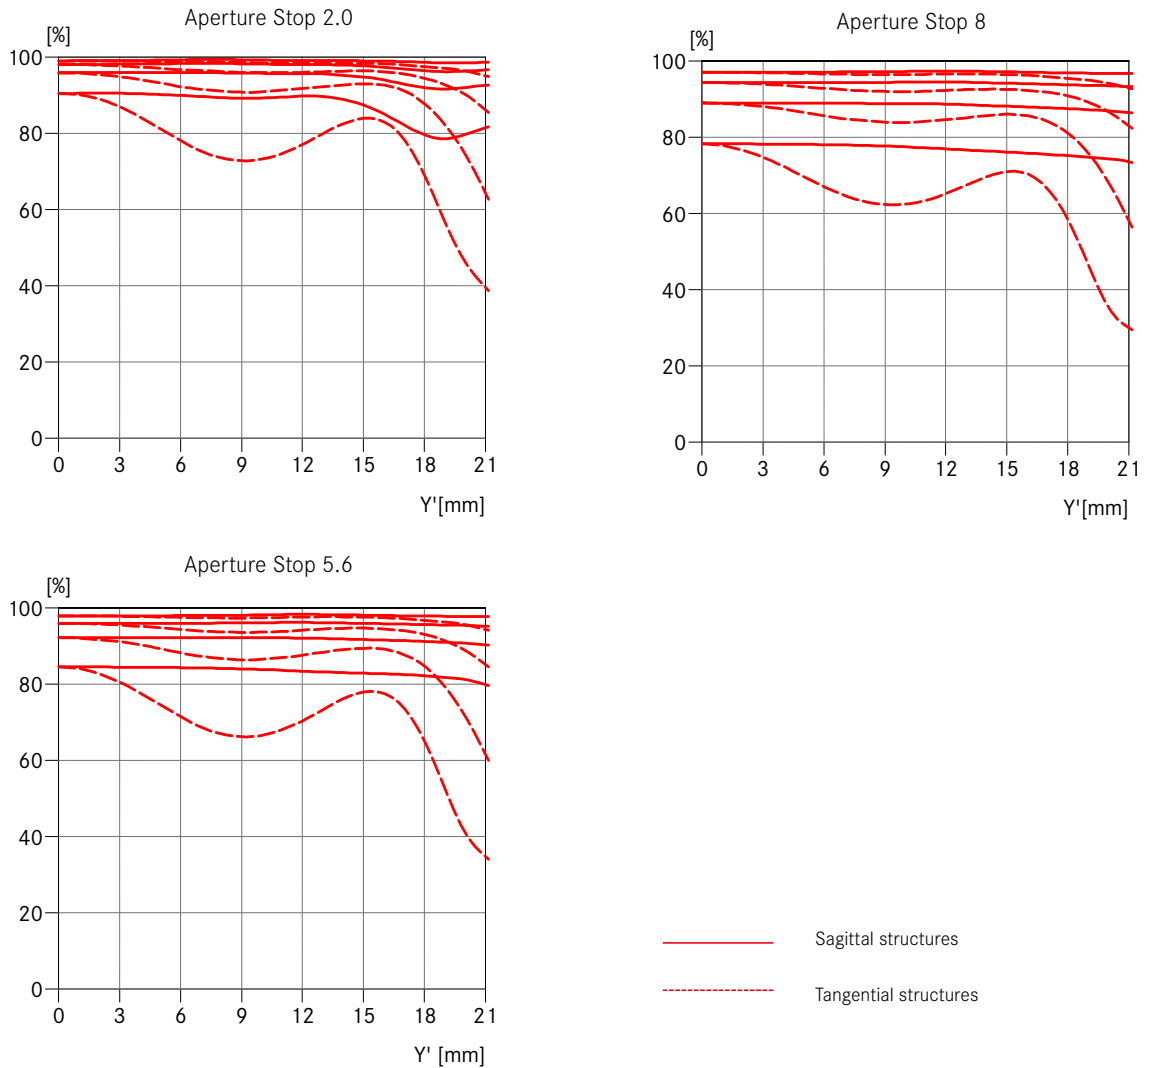 Aperture Stop 2.0
[%]
100
80
60
40
20
0
0 3 6 9 12 15 18 21
Y'[mm]
Aperture Stop 8
[%]
100
80
60
40
20
0
0 3 6 9 12 15 18 21
Y'[mm]
Aperture Stop 5.6
[%]
100
80
60
40
20
0
0 3 6 9 12 15 18 21
Y' [mm]
Sagittal structures
Tangential structures